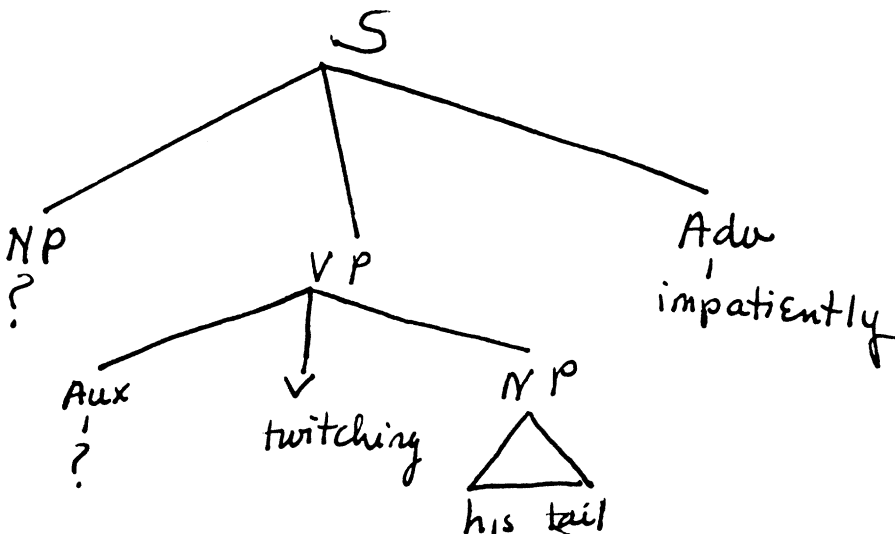 S
NP VP Adv
? impatiently
Aux V NP
? twitching
his tail